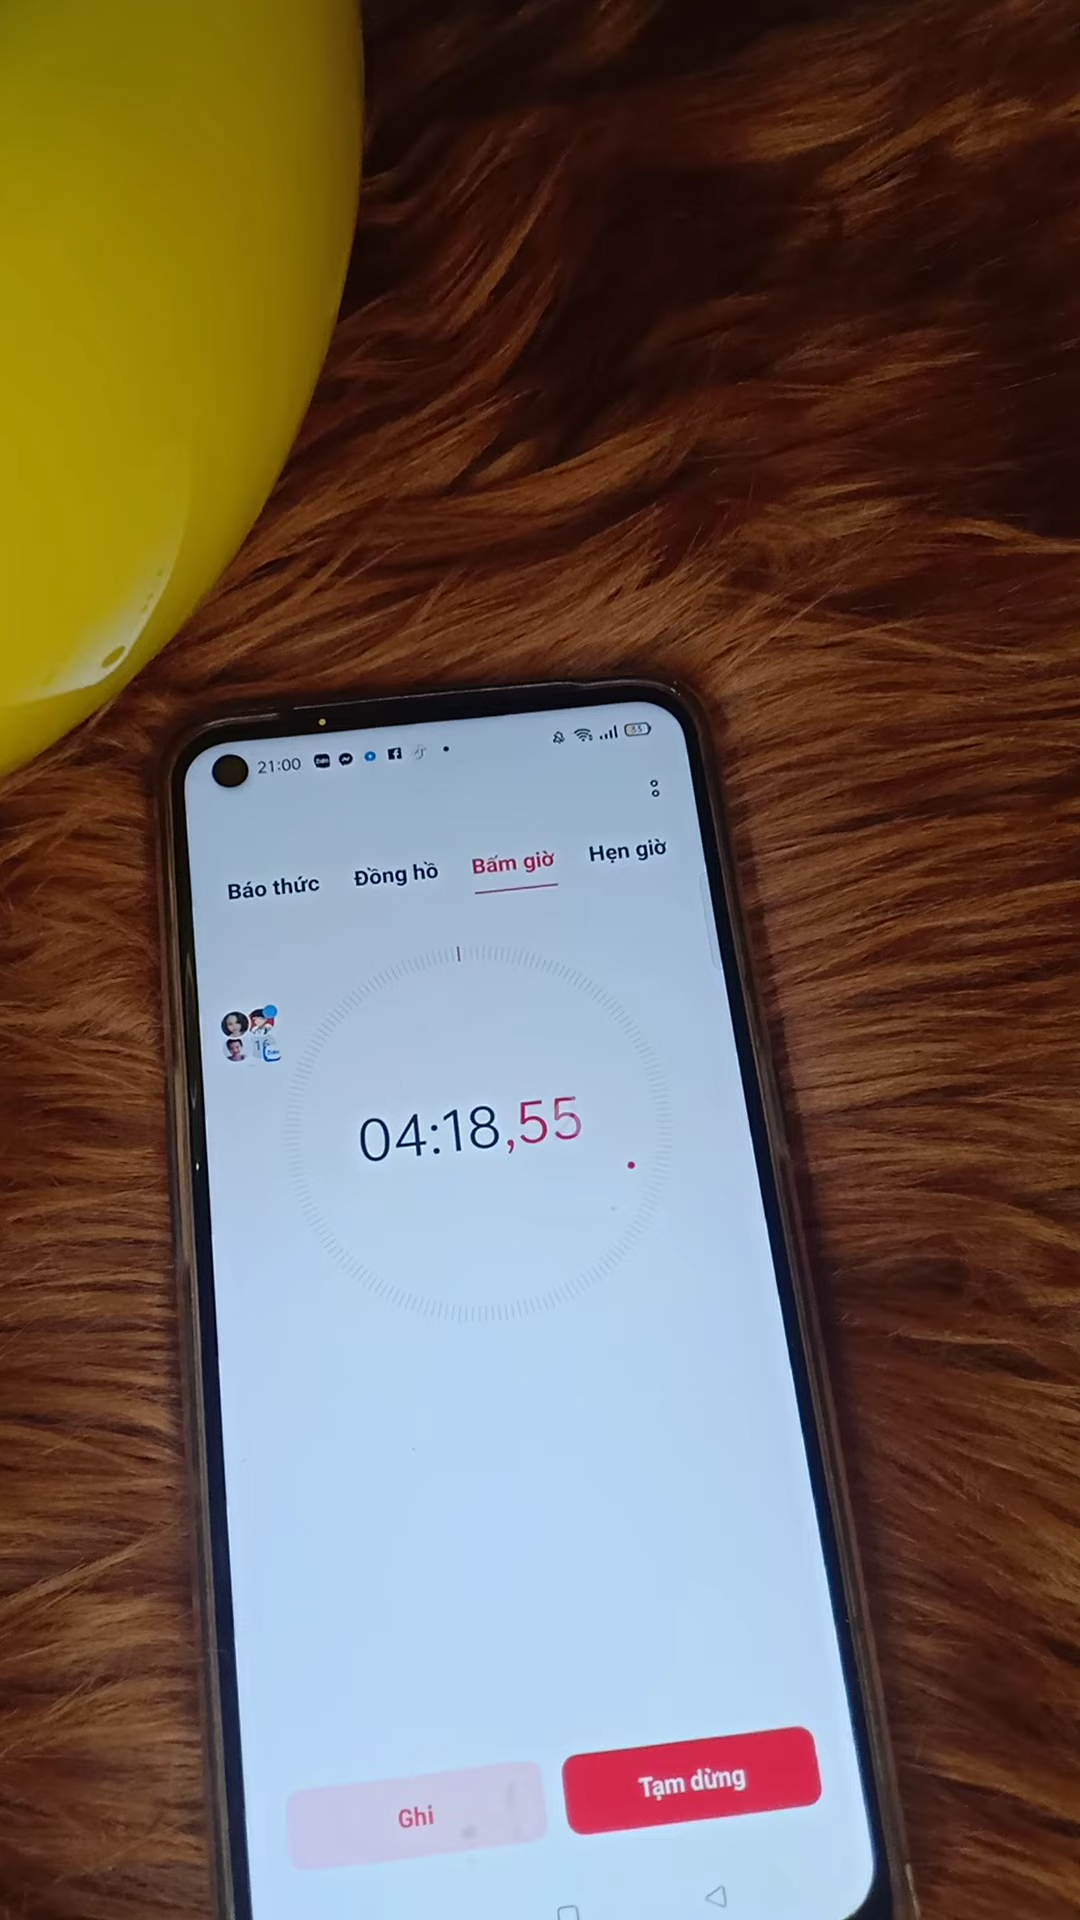 21:00
Báo thức Đồng hồ Bấm giờ Hẹn giờ
04:18,55
Ghi Tạm dừng